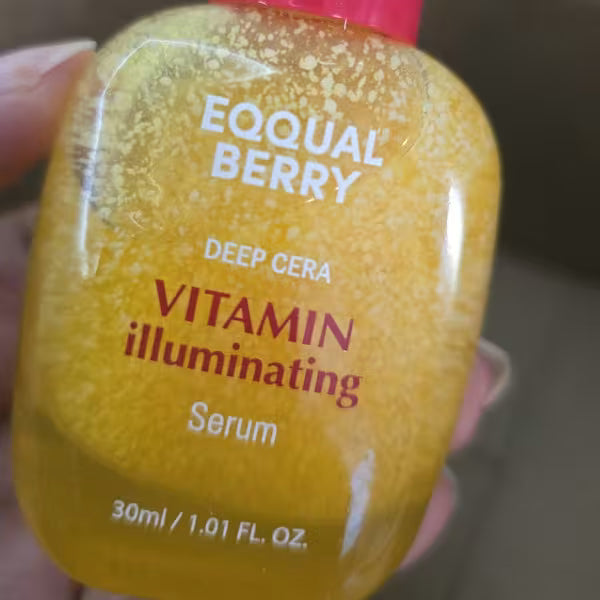 EQQUAL
BERRY
DEEP CERA
VITAMIN
illuminating
Serum
30ml / 1.01 FL. OZ.